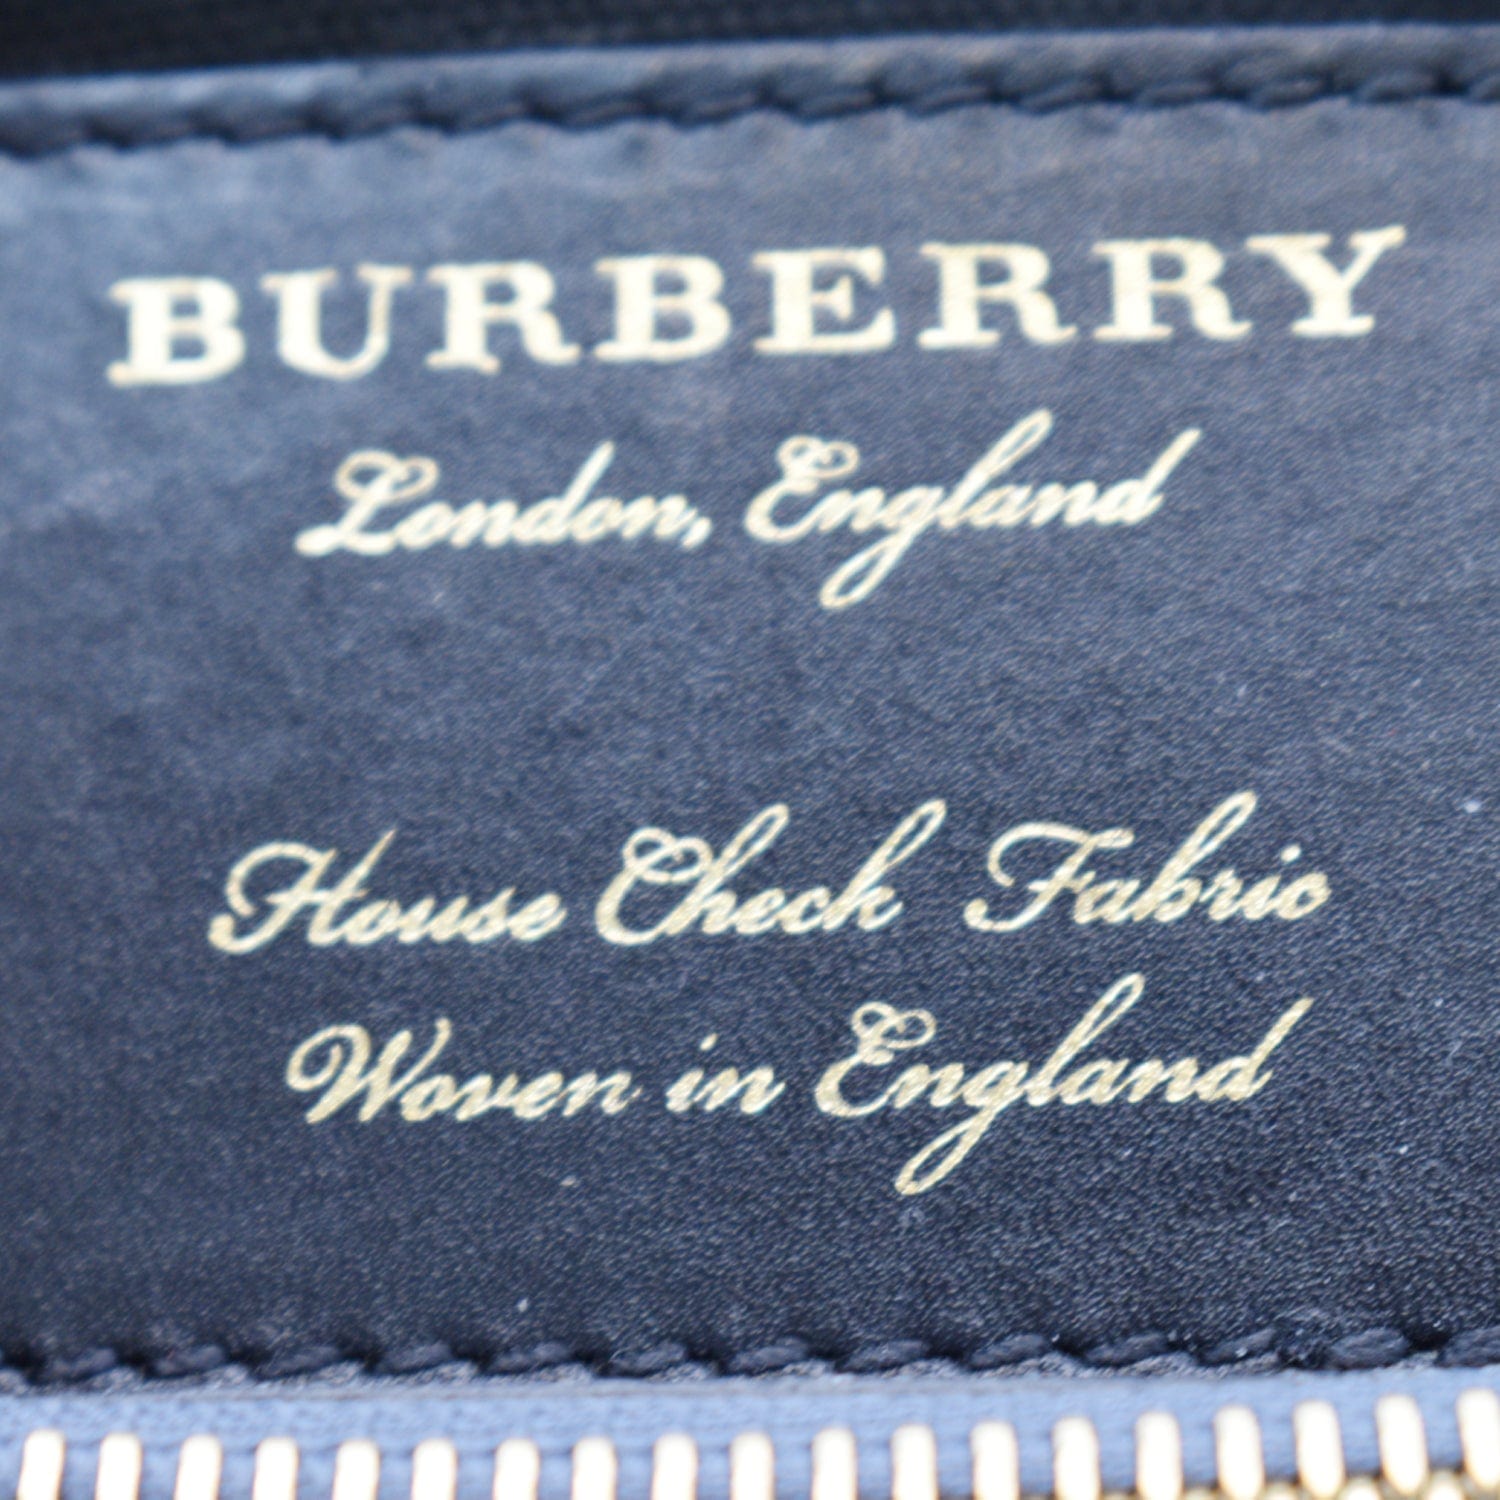 BURBERRY
London, England
House Check Fabric
Woven in England